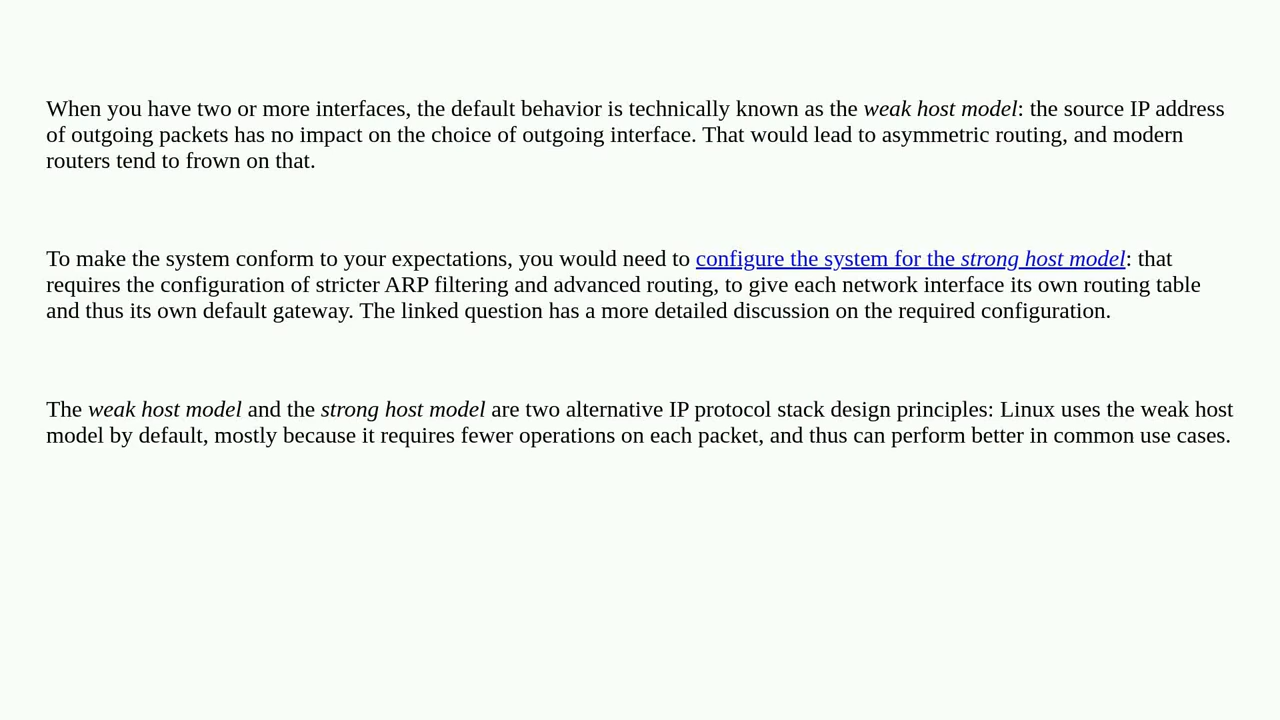 When you have two or more interfaces, the default behavior is technically known as the weak host model: the source IP address
of outgoing packets has no impact on the choice of outgoing interface. That would lead to asymmetric routing, and modern
routers tend to frown on that.
To make the system conform to your expectations, you would need to configure the system for the strong host model: that
requires the configuration of stricter ARP filtering and advanced routing, to give each network interface its own routing table
and thus its own default gateway. The linked question has a more detailed discussion on the required configuration.
The weak host model and the strong host model are two alternative IP protocol stack design principles: Linux uses the weak host
model by default, mostly because it requires fewer operations on each packet, and thus can perform better in common use cases.